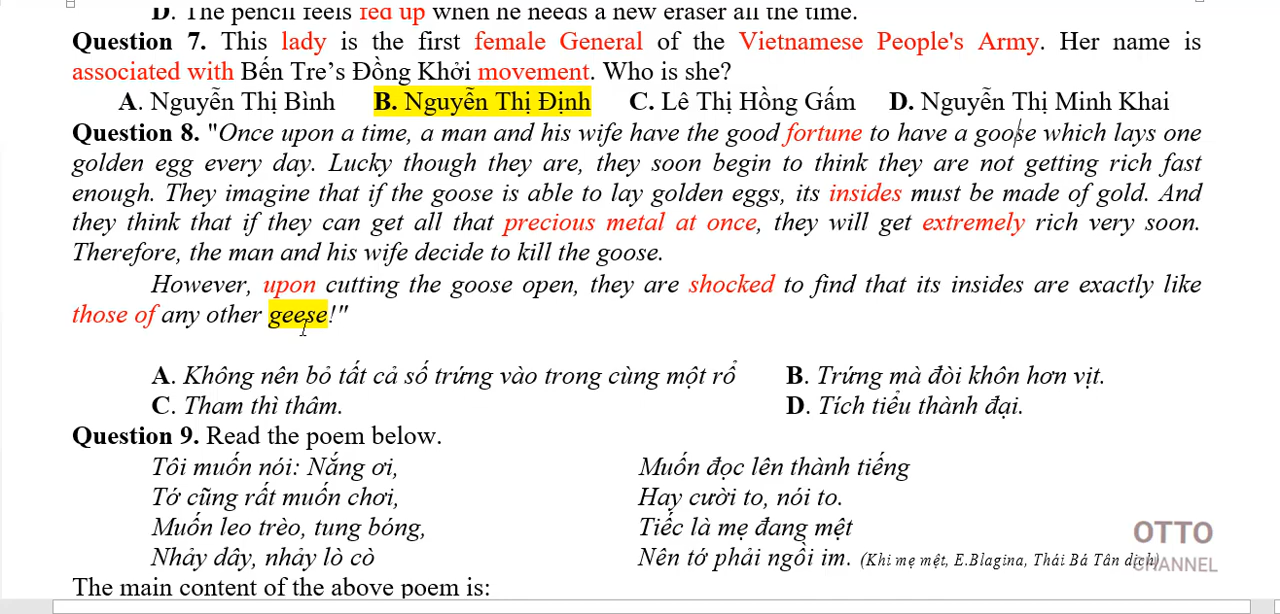 D. The pencil feels fed up when he needs a new eraser all the time.
Question 7. This lady is the first female General of the Vietnamese People's Army. Her name is
associated with Bến Tre’s Đồng Khởi movement. Who is she?
A. Nguyễn Thị Bình B. Nguyễn Thị Định C. Lê Thị Hồng Gấm D. Nguyễn Thị Minh Khai
Question 8. "Once upon a time, a man and his wife have the good fortune to have a goose which lays one
golden egg every day. Lucky though they are, they soon begin to think they are not getting rich fast
enough. They imagine that if the goose is able to lay golden eggs, its insides must be made of gold. And
they think that if they can get all that precious metal at once, they will get extremely rich very soon.
Therefore, the man and his wife decide to kill the goose.
However, upon cutting the goose open, they are shocked to find that its insides are exactly like
those of any other geese!"
A. Không nên bỏ tất cả số trứng vào trong cùng một rổ B. Trứng mà đòi khôn hơn vịt.
C. Tham thì thâm. D. Tích tiểu thành đại.
Question 9. Read the poem below.
Tôi muốn nói: Nắng ơi, Muốn đọc lên thành tiếng
Tớ cũng rất muốn chơi, Hay cười to, nói to.
Muốn leo trèo, tung bóng, Tiếc là mẹ đang mệt
Nhảy dây, nhảy lò cò Nên tớ phải ngồi im. (Khi mẹ mệt, E.Blagina, Thái Bá Tân dịch)
The main content of the above poem is:
OTTO
CHANNEL